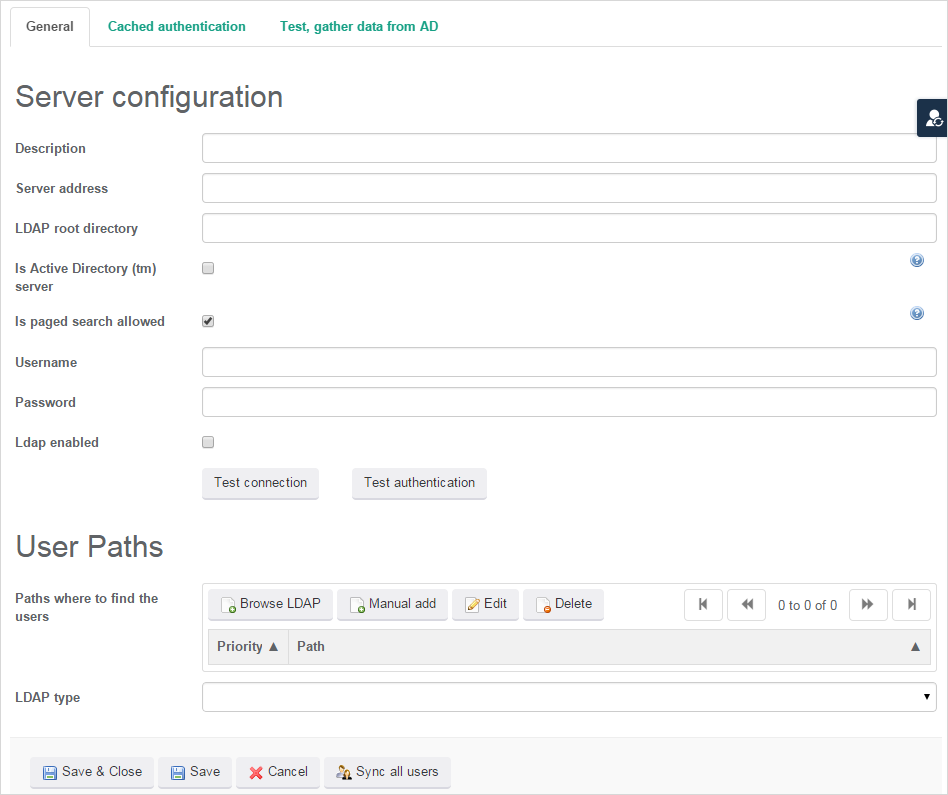 General Cached authentication Test, gather data from AD
Server configuration
Description
Server address
LDAP root directory
Is Active Directory (tm)
server
Is paged search allowed
Username
Password
Ldap enabled
Test connection Test authentication
User Paths
Paths where to find the
users
Browse LDAP Manual add Edit Delete 0 to 0 of 0
Priority ▲ Path ▲
LDAP type
Save & Close Save Cancel Sync all users